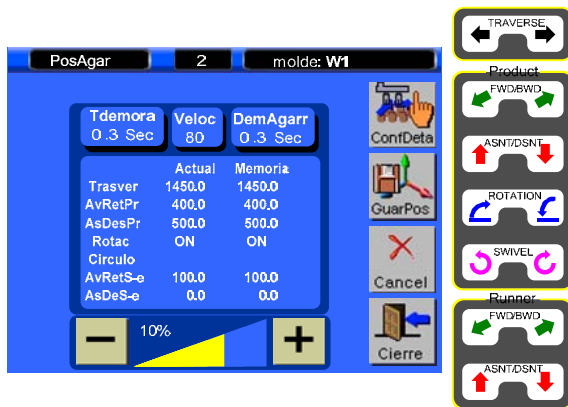 PosAgar 2 molde: W1
Tdemora Veloc DemAgarr
0.3 Sec 80 0.3 Sec
Actual Memoria
Trasver 1450.0 1450.0
AvRetPr 400.0 400.0
AsDesPr 500.0 500.0
Rotac ON ON
Circulo
AvRetS-e 100.0 100.0
AsDeS-e 0.0 0.0
− 10% +
ConfDeta
GuarPos
Cancel
Cierre
TRAVERSE
Product
FWD/BWD
ASNT/DSNT
ROTATION
SWIVEL
Runner
FWD/BWD
ASNT/DSNT